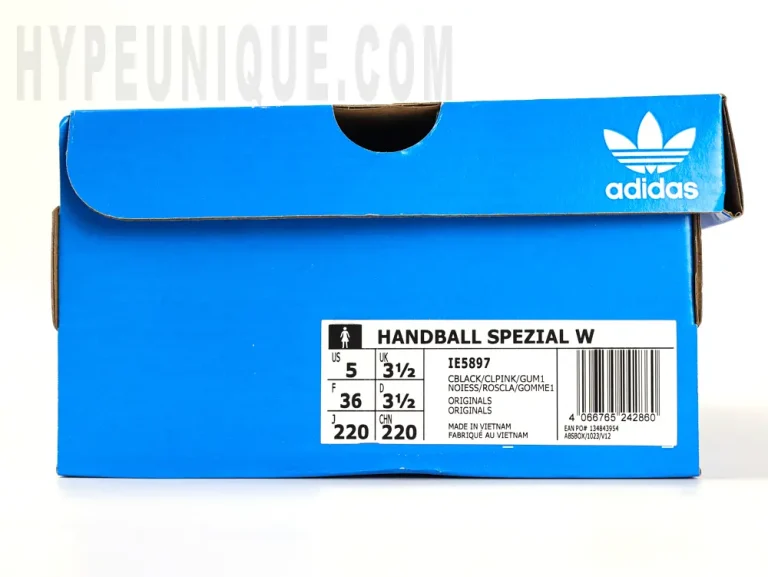 HYPEUNIQUE.COM
adidas
HANDBALL SPEZIAL W
US 5 UK 3½
F 36 D 3½
J 220 CHN 220
IE5897
CBLACK/CLPINK/GUM1
NOIESS/ROSCLA/GOMME1
ORIGINALS
ORIGINALS
MADE IN VIETNAM
FABRIQUÉ AU VIETNAM
4 066765 242860
EAN PO# 134843954
ABSBOX/1023/V12